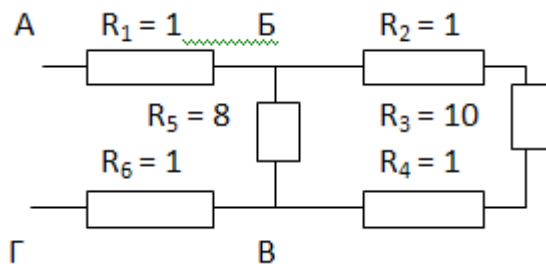 А R₁ = 1 Б R₂ = 1
R₅ = 8 R₃ = 10
R₆ = 1 R₄ = 1
Г В